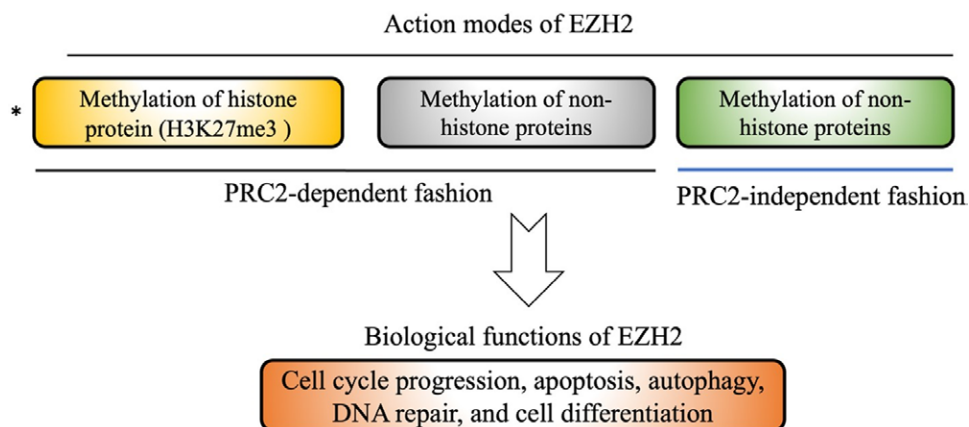 Action modes of EZH2
*
Methylation of histone
protein (H3K27me3 )
Methylation of non-
histone proteins
Methylation of non-
histone proteins
PRC2-dependent fashion
PRC2-independent fashion
Biological functions of EZH2
Cell cycle progression, apoptosis, autophagy,
DNA repair, and cell differentiation